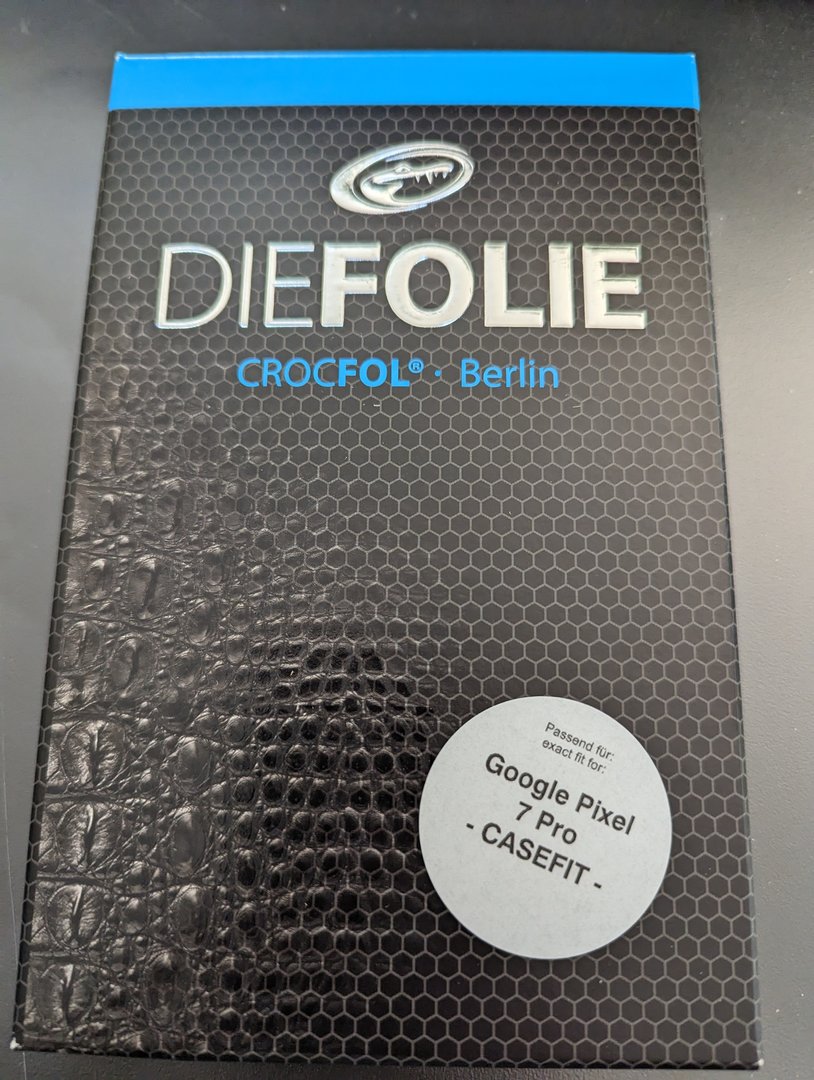 DIEFOLIE
CROCFOL® · Berlin
Passend für:
exact fit for:
Google Pixel
7 Pro
- CASEFIT -